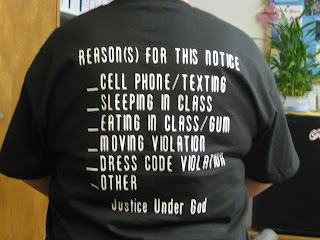 REASON(S) FOR THIS NOTICE
_CELL PHONE/TEXTING
_SLEEPING IN CLASS
_EATING IN CLASS/GUM
_MOVING VIOLATION
_DRESS CODE VIOLATION
_OTHER
Justice Under God